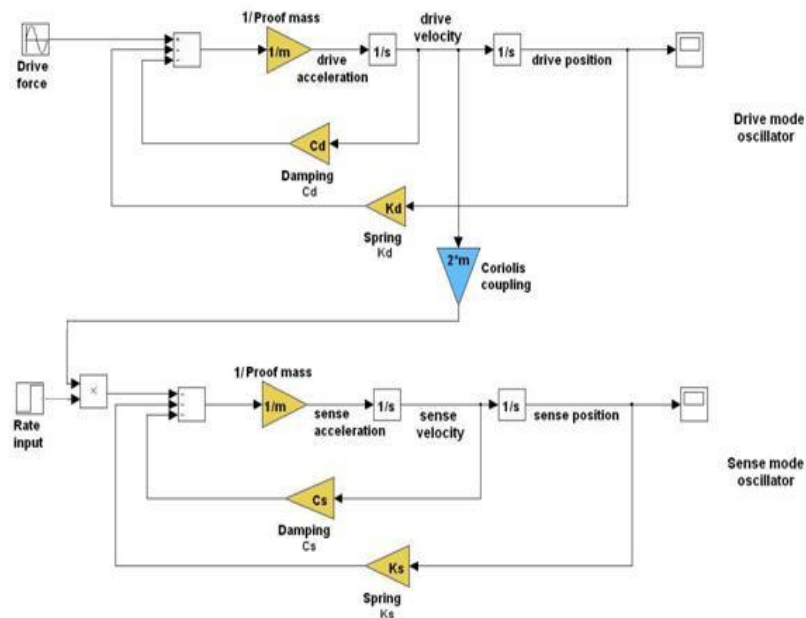 1/Proof mass
drive
velocity
1/m
1/s
1/s
Drive
force
drive
acceleration
drive position
Drive mode
oscillator
Cd
Damping
Cd
Kd
Spring
Kd
2*m
Coriolis
coupling
1/Proof mass
×
1/m
1/s
1/s
Rate
input
sense
acceleration
sense
velocity
sense position
Sense mode
oscillator
Cs
Damping
Cs
Ks
Spring
Ks